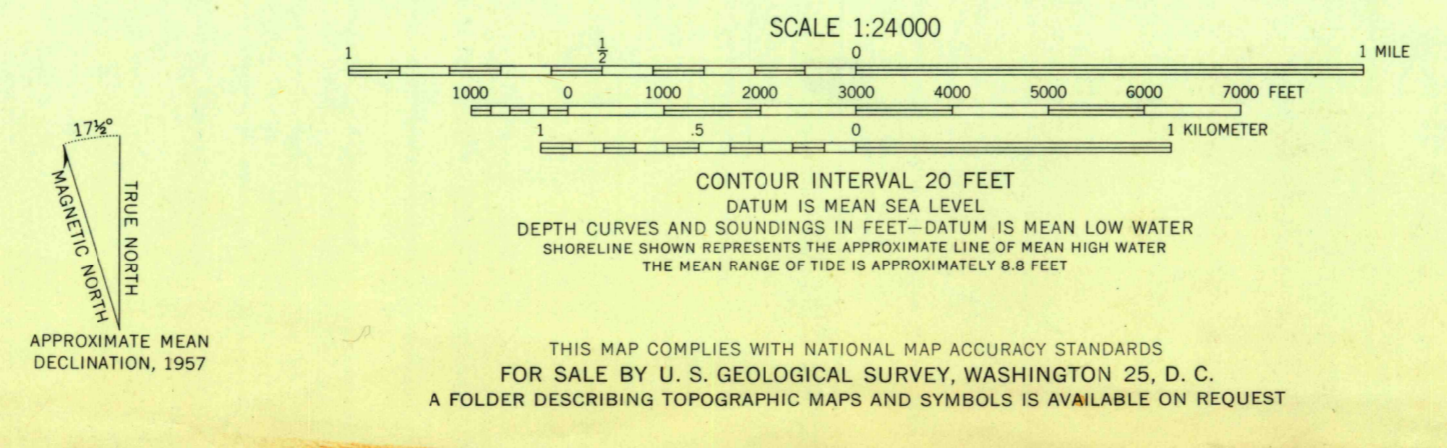 SCALE 1:24 000
1 ½ 0 1 MILE
1000 0 1000 2000 3000 4000 5000 6000 7000 FEET
1 .5 0 1 KILOMETER
17½°
MAGNETIC NORTH
TRUE NORTH
APPROXIMATE MEAN
DECLINATION, 1957
CONTOUR INTERVAL 20 FEET
DATUM IS MEAN SEA LEVEL
DEPTH CURVES AND SOUNDINGS IN FEET—DATUM IS MEAN LOW WATER
SHORELINE SHOWN REPRESENTS THE APPROXIMATE LINE OF MEAN HIGH WATER
THE MEAN RANGE OF TIDE IS APPROXIMATELY 8.8 FEET
THIS MAP COMPLIES WITH NATIONAL MAP ACCURACY STANDARDS
FOR SALE BY U. S. GEOLOGICAL SURVEY, WASHINGTON 25, D. C.
A FOLDER DESCRIBING TOPOGRAPHIC MAPS AND SYMBOLS IS AVAILABLE ON REQUEST